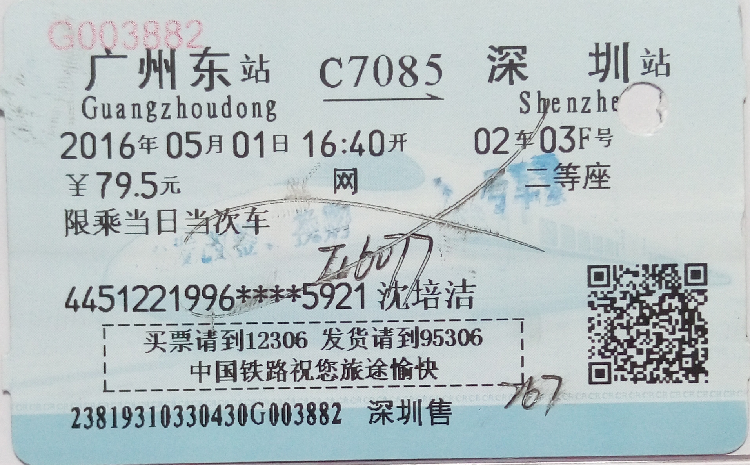 G003882
广州东站 C7085 深圳站
Guangzhoudong Shenzhe
2016年05月01日 16:40开 02车03F号
￥79.5元 网 二等座
限乘当日当次车
4451221996****5921 沈培洁
买票请到12306 发货请到95306
中国铁路祝您旅途愉快
23819310330430G003882 深圳售